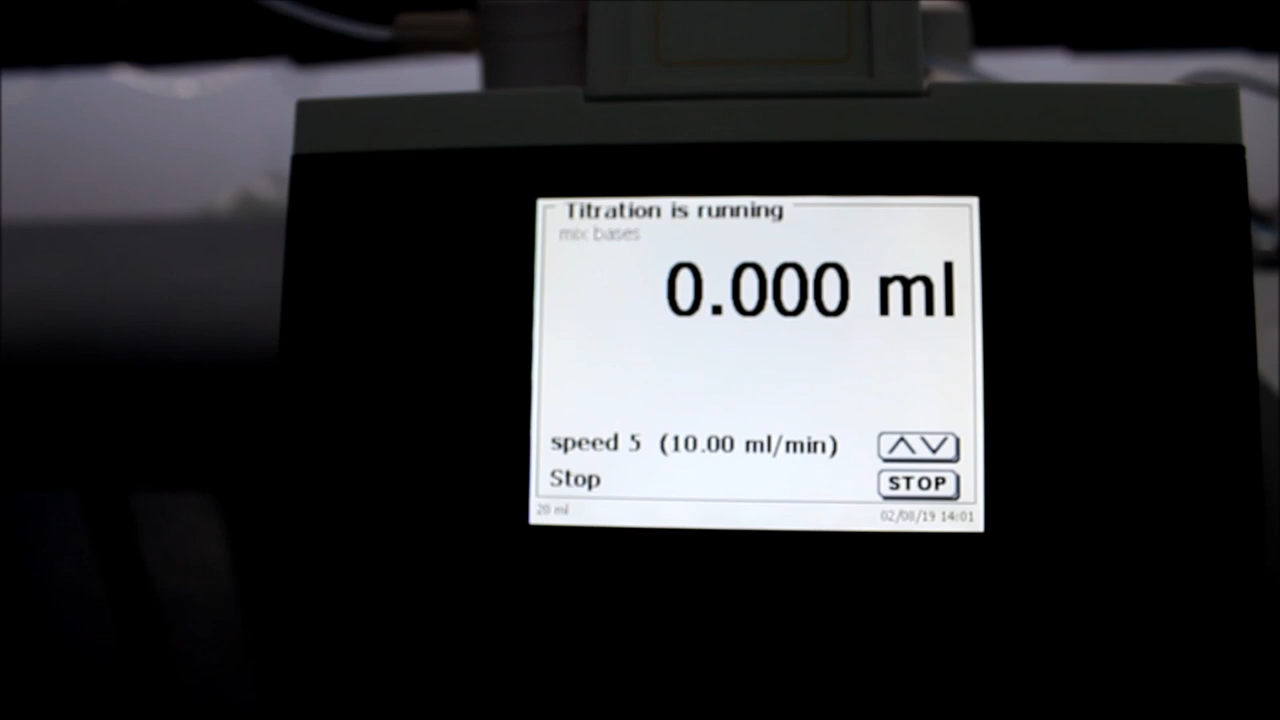 Titration is running
mix bases
0.000 ml
speed 5 (10.00 ml/min)
Stop
STOP
20 ml
02/08/19 14:01